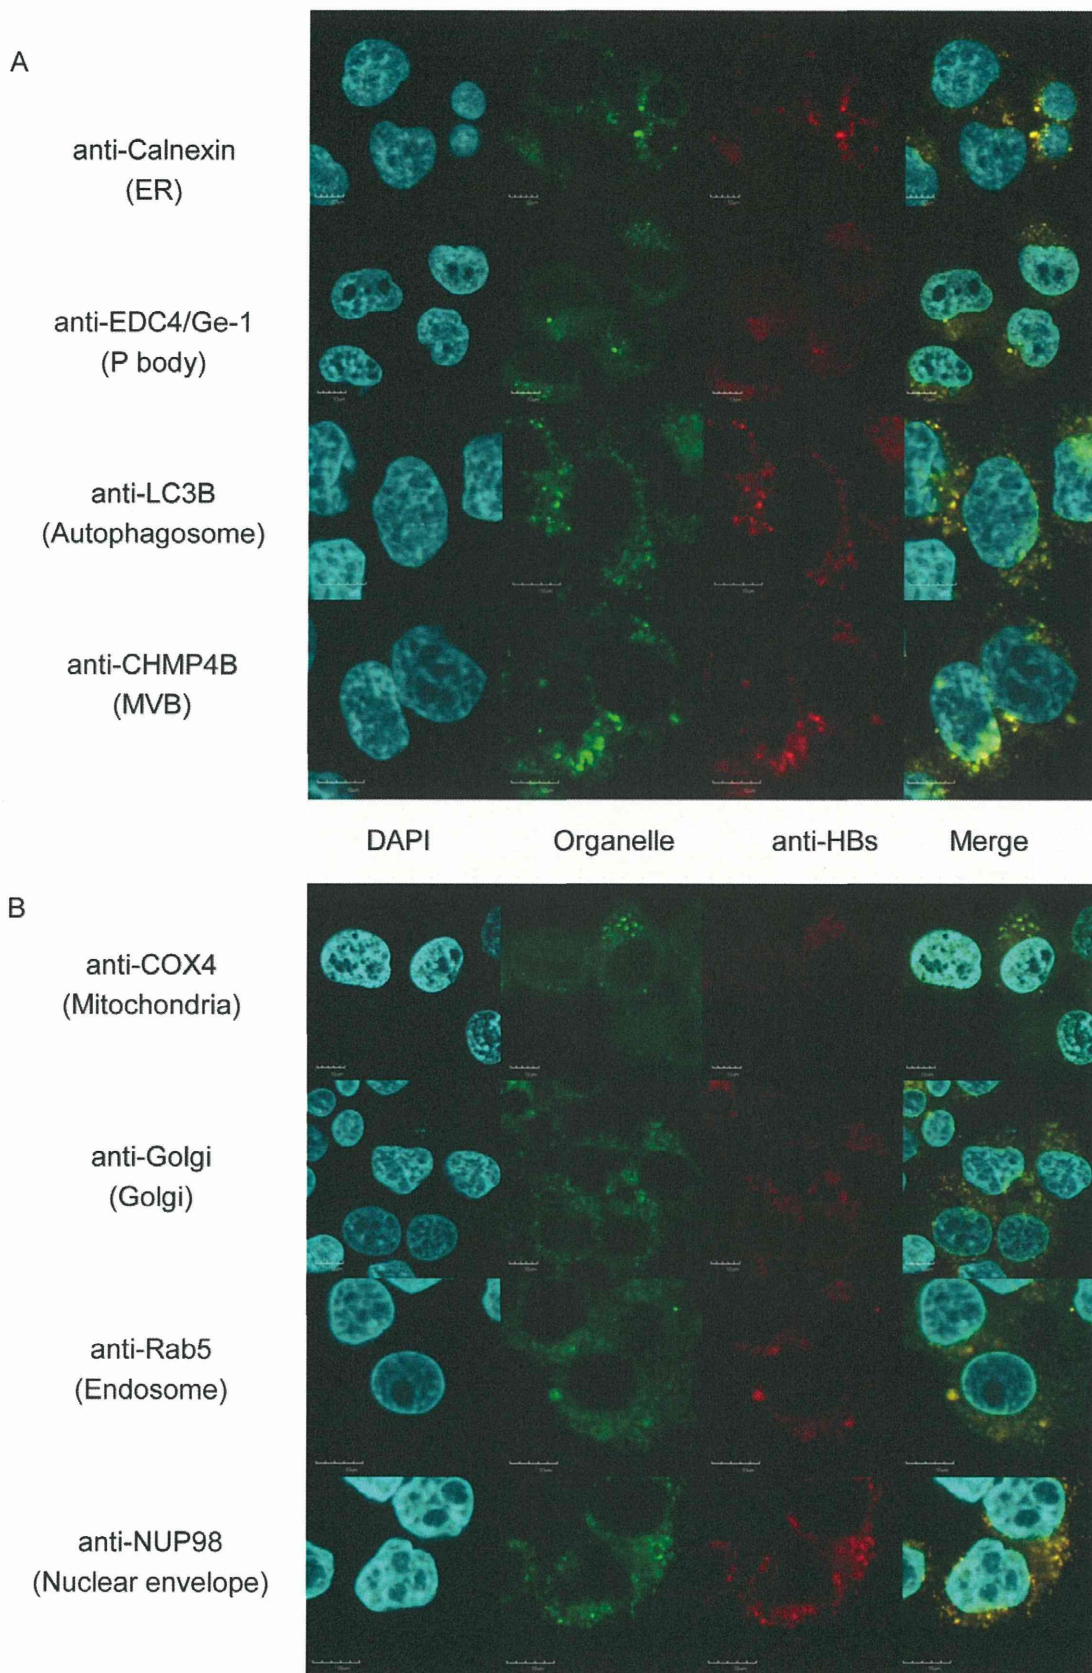 A
anti-Calnexin
(ER)
anti-EDC4/Ge-1
(P body)
anti-LC3B
(Autophagosome)
anti-CHMP4B
(MVB)
DAPI Organelle anti-HBs Merge
B
anti-COX4
(Mitochondria)
anti-Golgi
(Golgi)
anti-Rab5
(Endosome)
anti-NUP98
(Nuclear envelope)